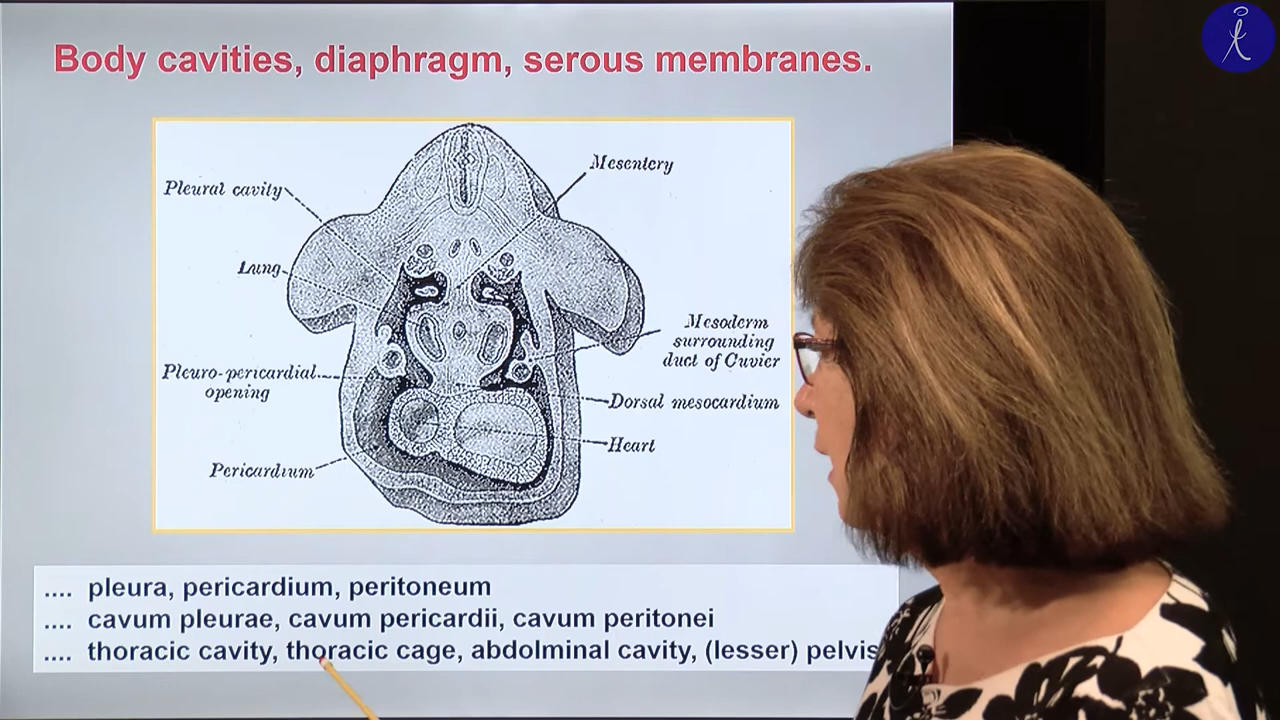 Body cavities, diaphragm, serous membranes.
Mesentery
Pleural cavity
Lung
Mesoderm
surrounding
duct of Cuvier
Pleuro-pericardial
opening
Dorsal mesocardium
Heart
Pericardium
.... pleura, pericardium, peritoneum
.... cavum pleurae, cavum pericardii, cavum peritonei
.... thoracic cavity, thoracic cage, abdolminal cavity, (lesser) pelvis